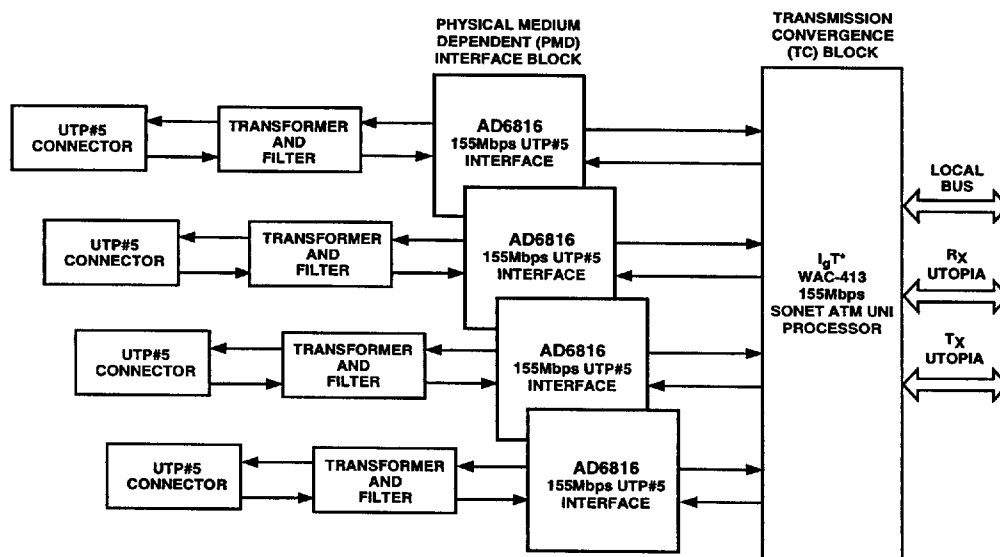 PHYSICAL MEDIUM
DEPENDENT (PMD)
INTERFACE BLOCK
TRANSMISSION
CONVERGENCE
(TC) BLOCK
UTP#5
CONNECTOR
TRANSFORMER
AND
FILTER
AD6816
155Mbps UTP#5
INTERFACE
UTP#5
CONNECTOR
TRANSFORMER
AND
FILTER
AD6816
155Mbps UTP#5
INTERFACE
UTP#5
CONNECTOR
TRANSFORMER
AND
FILTER
AD6816
155Mbps UTP#5
INTERFACE
UTP#5
CONNECTOR
TRANSFORMER
AND
FILTER
AD6816
155Mbps UTP#5
INTERFACE
IgT*
WAC-413
155Mbps
SONET ATM UNI
PROCESSOR
LOCAL
BUS
RX
UTOPIA
TX
UTOPIA